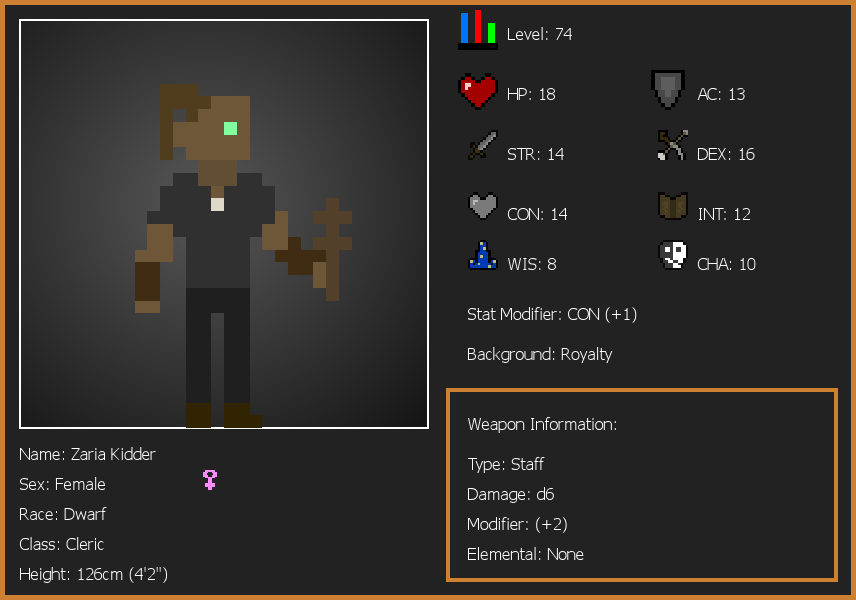 Level: 74
HP: 18
AC: 13
STR: 14
DEX: 16
CON: 14
INT: 12
WIS: 8
CHA: 10
Stat Modifier: CON (+1)
Background: Royalty
Weapon Information:
Type: Staff
Damage: d6
Modifier: (+2)
Elemental: None
Name: Zaria Kidder
Sex: Female
Race: Dwarf
Class: Cleric
Height: 126cm (4'2")